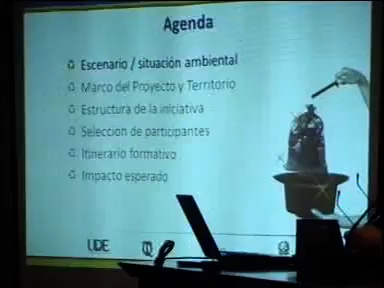 Agenda
Escenario / situación ambiental
Marco del Proyecto y Territorio
Estructura de la iniciativa
Selección de participantes
Itinerario formativo
Impacto esperado
UDE